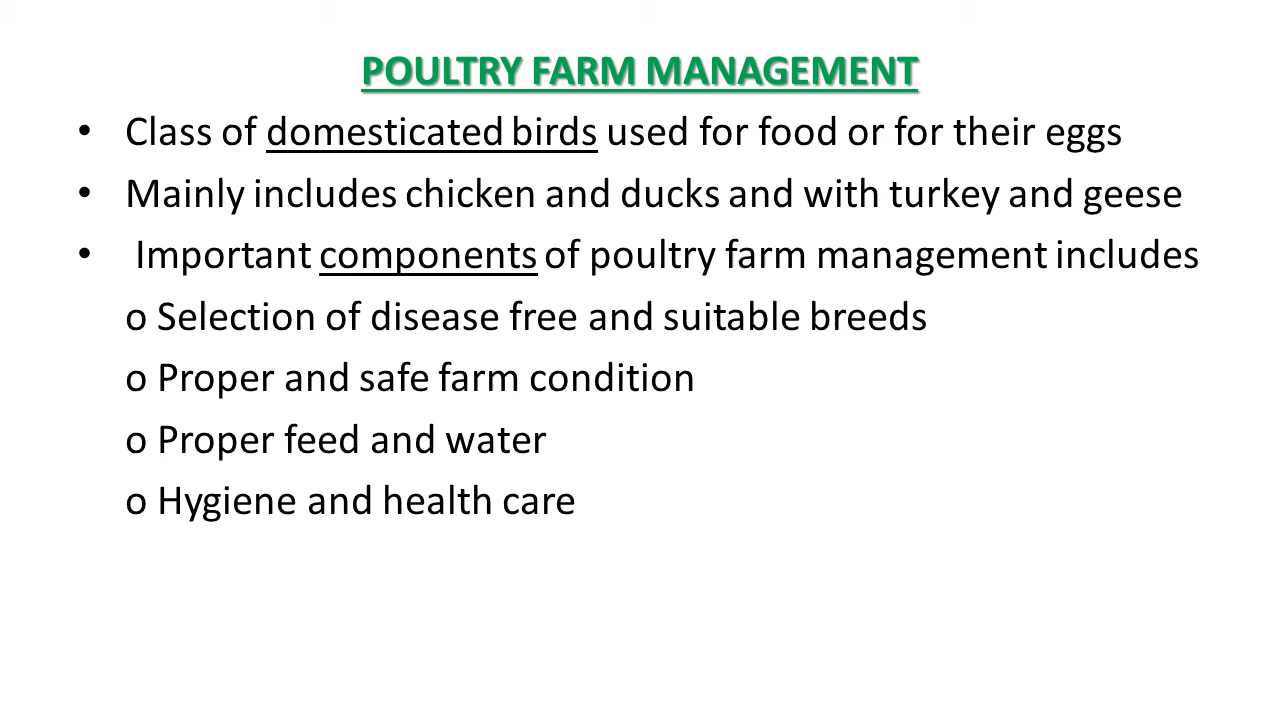 POULTRY FARM MANAGEMENT
• Class of domesticated birds used for food or for their eggs
• Mainly includes chicken and ducks and with turkey and geese
• Important components of poultry farm management includes
o Selection of disease free and suitable breeds
o Proper and safe farm condition
o Proper feed and water
o Hygiene and health care